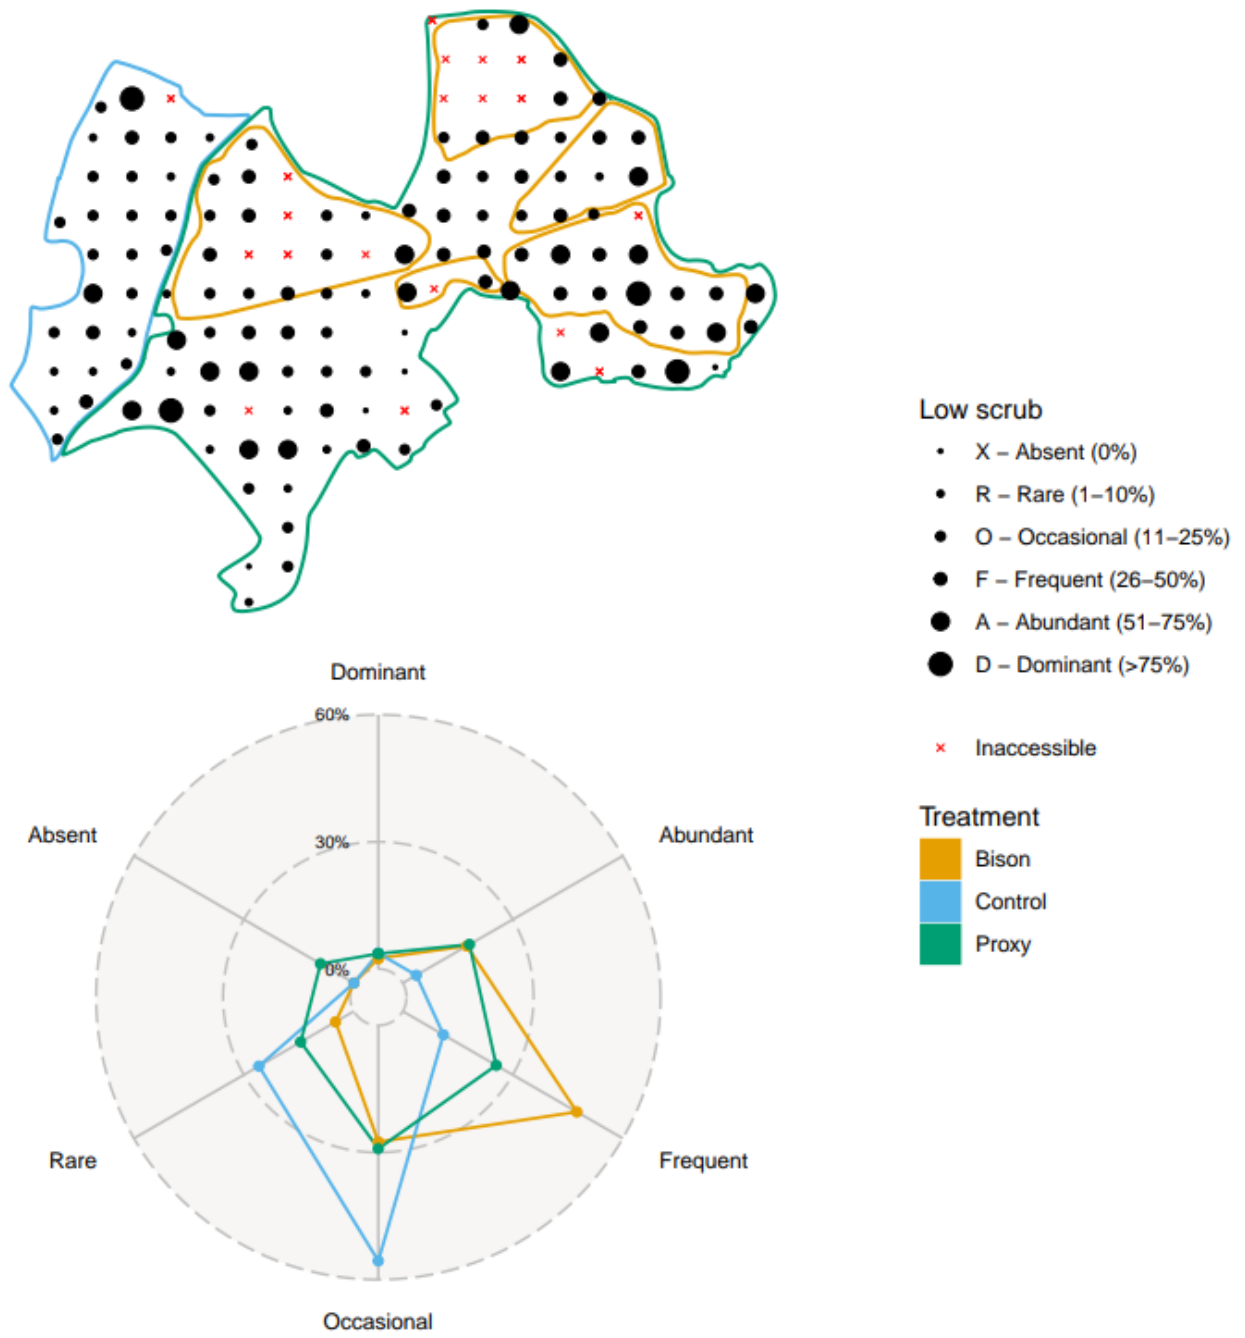 Low scrub
X – Absent (0%)
R – Rare (1–10%)
O – Occasional (11–25%)
F – Frequent (26–50%)
A – Abundant (51–75%)
D – Dominant (>75%)
Inaccessible
Treatment
Bison
Control
Proxy
Dominant
60%
Absent
30%
Abundant
0%
Rare
Frequent
Occasional